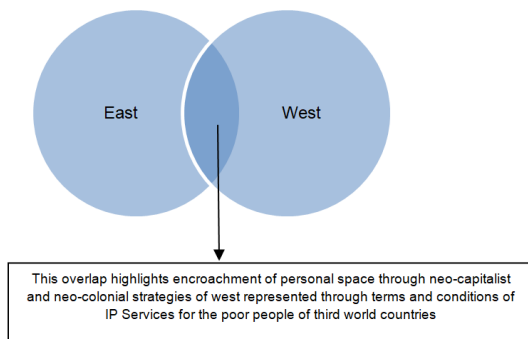 East
West
This overlap highlights encroachment of personal space through neo-capitalist
and neo-colonial strategies of west represented through terms and conditions of
IP Services for the poor people of third world countries